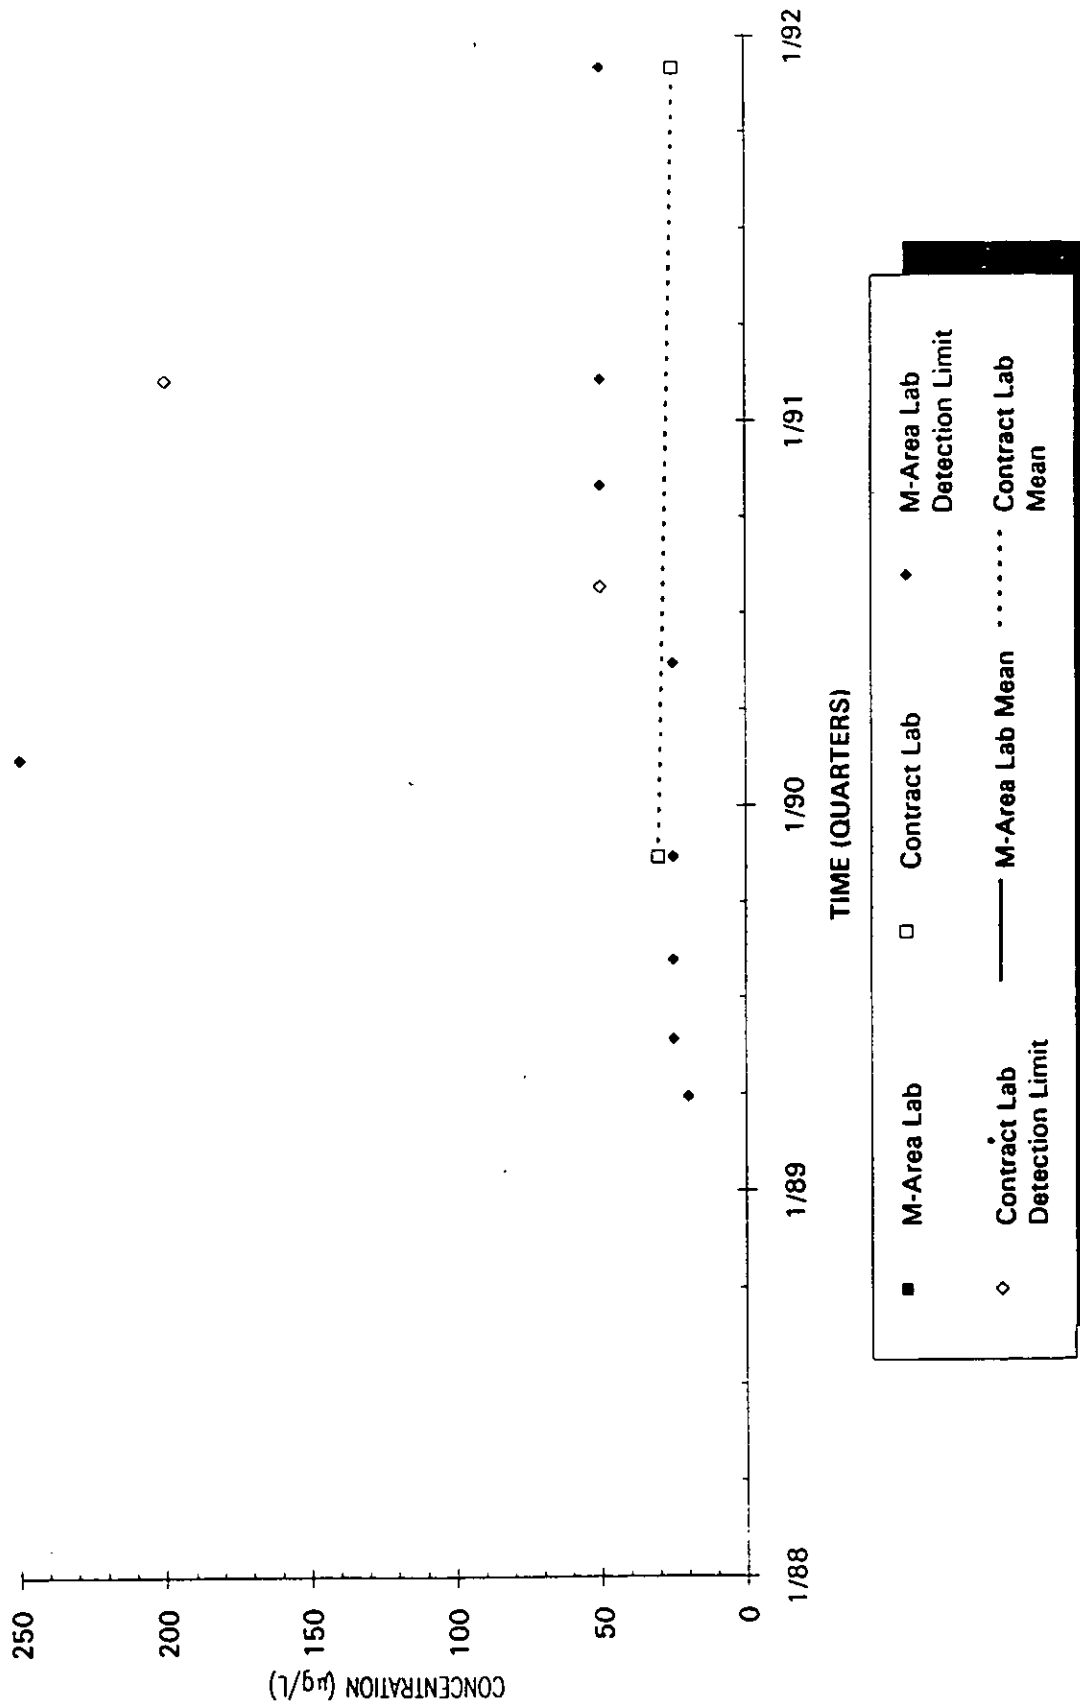 CONCENTRATION (µg/L)
250
200
150
100
50
0
1/88
1/89
1/90
1/91
1/92
TIME (QUARTERS)
M-Area Lab
Contract Lab
M-Area Lab
Detection Limit
Contract Lab
Detection Limit
M-Area Lab Mean
Contract Lab
Mean